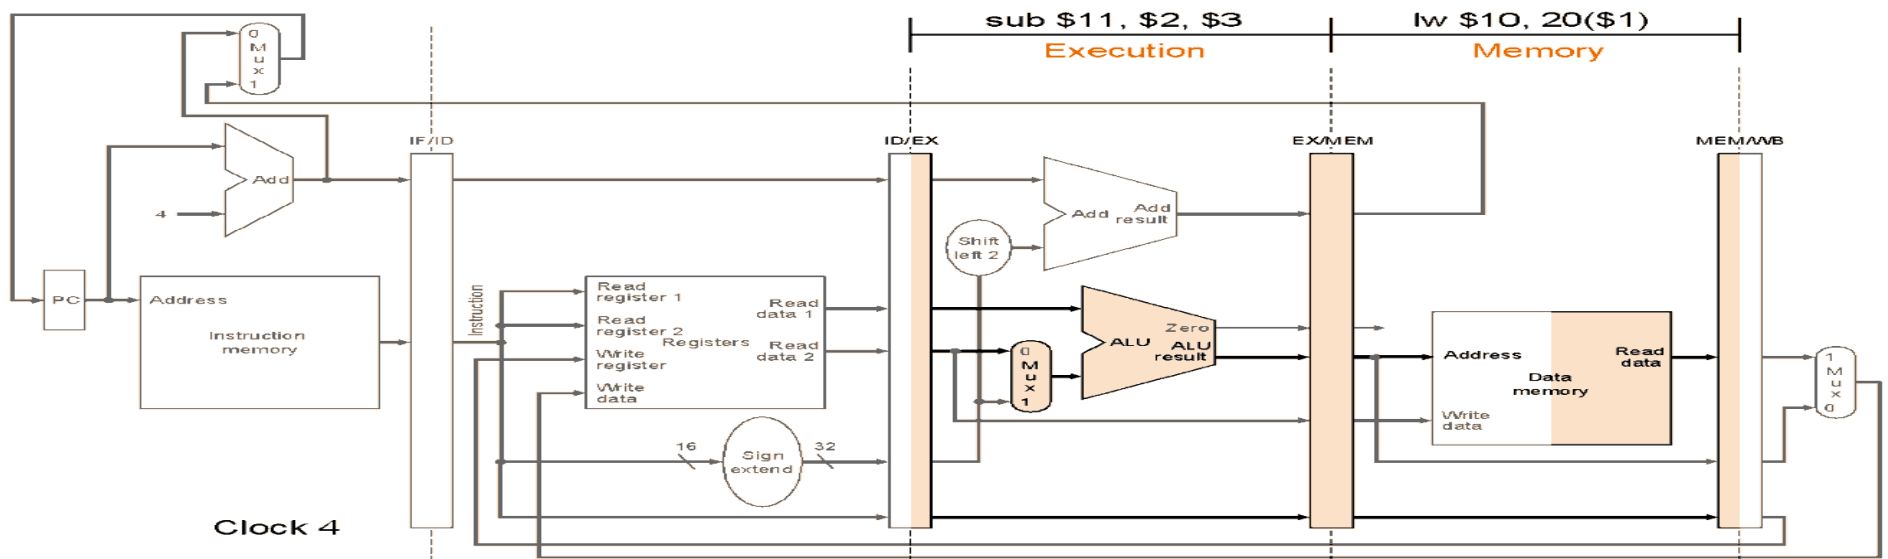 sub $11, $2, $3
lw $10, 20($1)
Execution
Memory
0
M
u
x
1
IF/ID
ID/EX
EX/MEM
MEM/WB
Add
4
Shift
left 2
Add
Add
result
PC
Address
Instruction
memory
Instruction
Read
register 1
Read
register 2
Write
register
Write
data
Registers
Read
data 1
Read
data 2
0
M
u
x
1
Zero
ALU
ALU
result
Address
Read
data
Data
memory
Write
data
1
M
u
x
0
16
Sign
extend
32
Clock 4